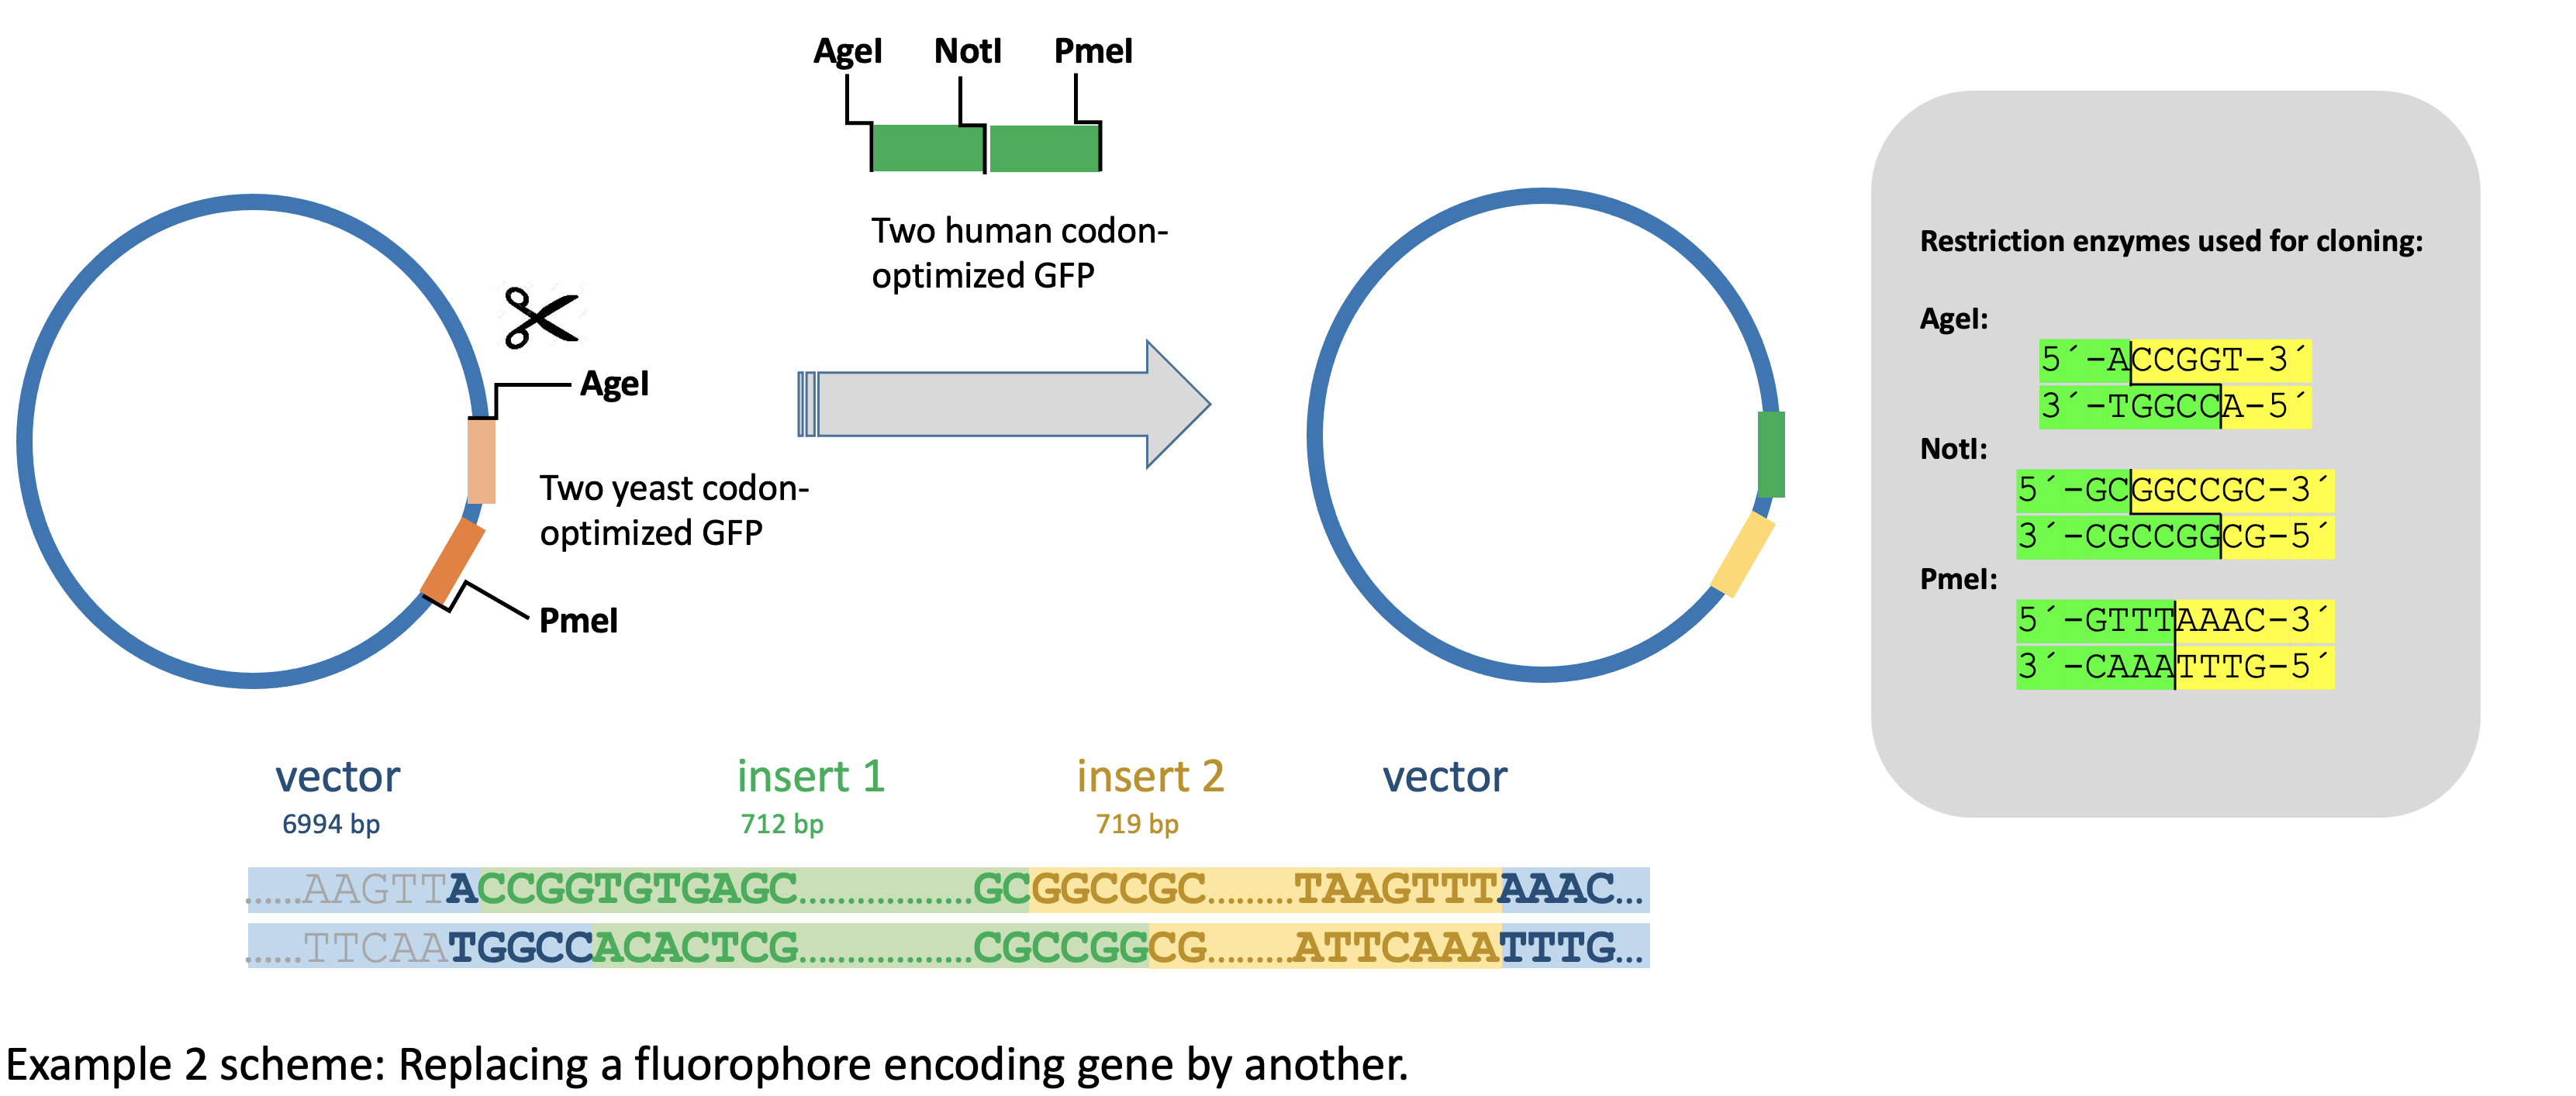 AgeI NotI PmeI
Two human codon-
optimized GFP
AgeI
Two yeast codon-
optimized GFP
PmeI
Restriction enzymes used for cloning:
AgeI:
5´-ACCGGT-3´
3´-TGGCCA-5´
NotI:
5´-GCGGCCGC-3´
3´-CGCCGGCG-5´
PmeI:
5´-GTTTAAAC-3´
3´-CAAATTTG-5´
vector insert 1 insert 2 vector
6994 bp 712 bp 719 bp
......AAGTTACCGGTGTGAGC..................GCGGCCGC.........TAAGTTTAAAC...
......TTCAATGGCCACACTCG..................CGCCGGCG.........ATTCAAATTTG...
Example 2 scheme: Replacing a fluorophore encoding gene by another.